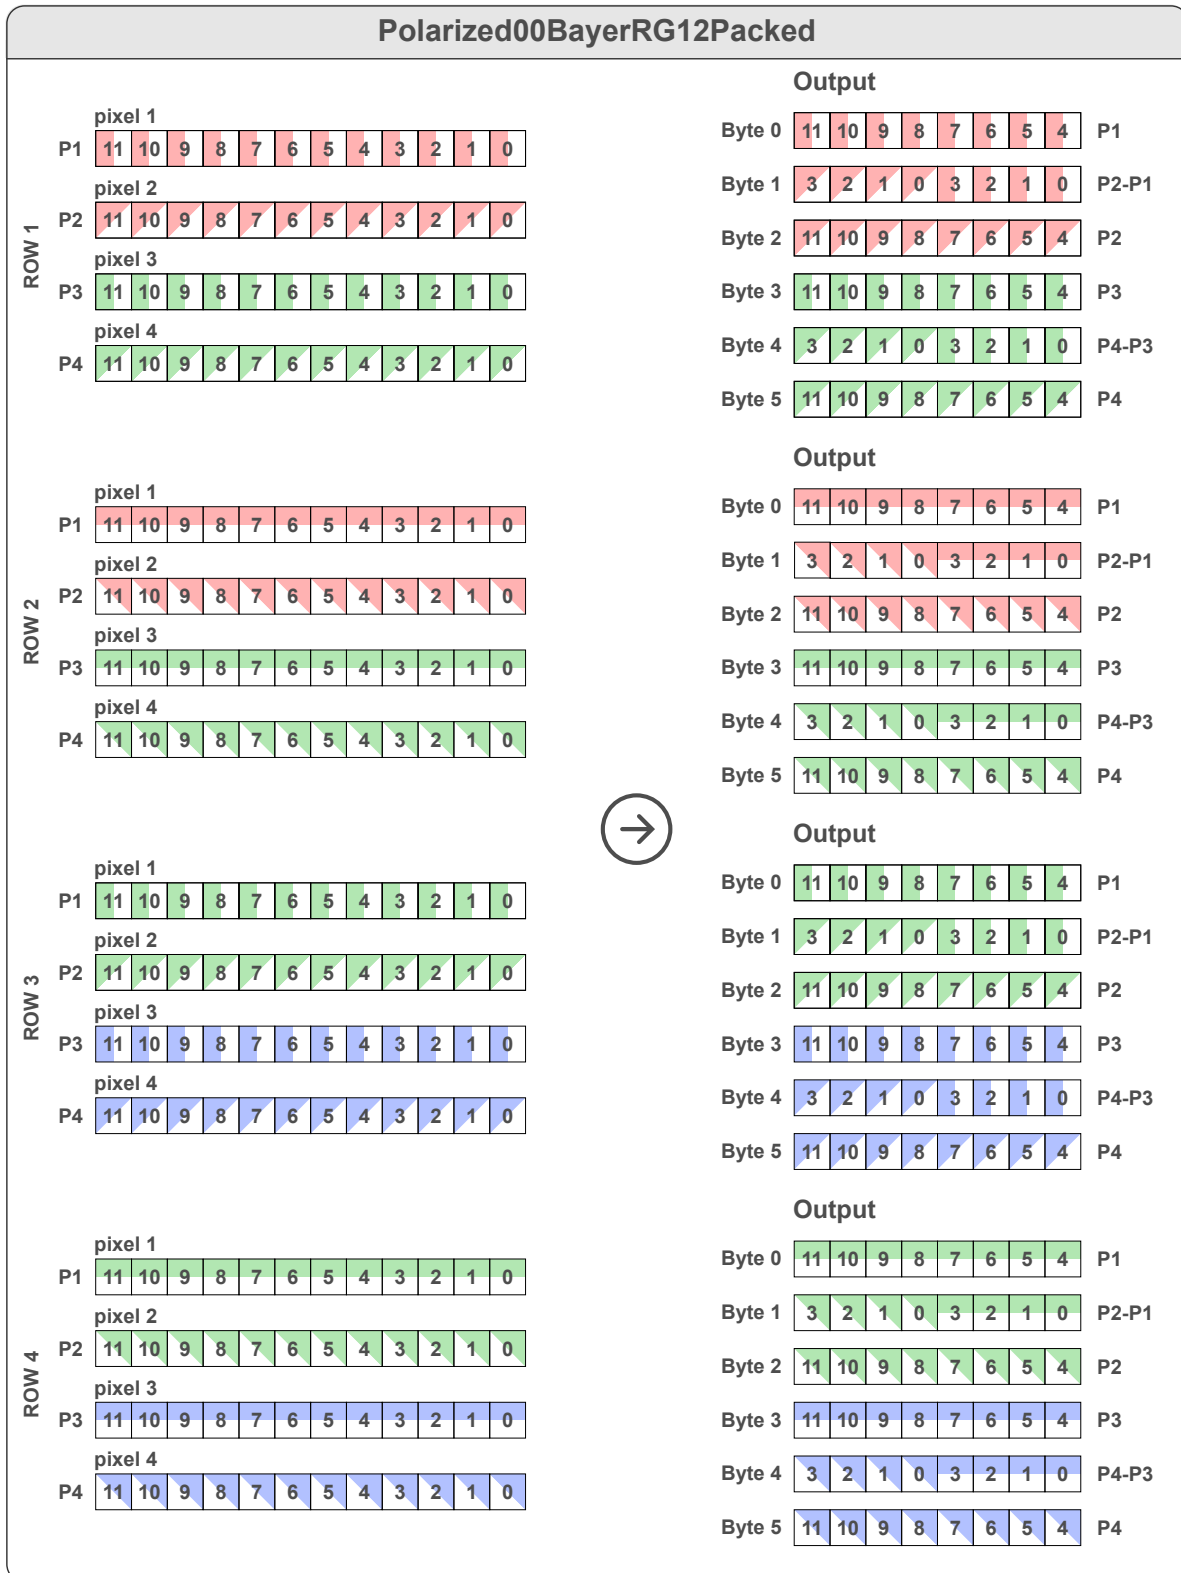 Polarized00BayerRG12Packed
ROW 1
pixel 1
P1 11 10 9 8 7 6 5 4 3 2 1 0
pixel 2
P2 11 10 9 8 7 6 5 4 3 2 1 0
pixel 3
P3 11 10 9 8 7 6 5 4 3 2 1 0
pixel 4
P4 11 10 9 8 7 6 5 4 3 2 1 0
Output
Byte 0 11 10 9 8 7 6 5 4 P1
Byte 1 3 2 1 0 3 2 1 0 P2-P1
Byte 2 11 10 9 8 7 6 5 4 P2
Byte 3 11 10 9 8 7 6 5 4 P3
Byte 4 3 2 1 0 3 2 1 0 P4-P3
Byte 5 11 10 9 8 7 6 5 4 P4
ROW 2
pixel 1
P1 11 10 9 8 7 6 5 4 3 2 1 0
pixel 2
P2 11 10 9 8 7 6 5 4 3 2 1 0
pixel 3
P3 11 10 9 8 7 6 5 4 3 2 1 0
pixel 4
P4 11 10 9 8 7 6 5 4 3 2 1 0
Output
Byte 0 11 10 9 8 7 6 5 4 P1
Byte 1 3 2 1 0 3 2 1 0 P2-P1
Byte 2 11 10 9 8 7 6 5 4 P2
Byte 3 11 10 9 8 7 6 5 4 P3
Byte 4 3 2 1 0 3 2 1 0 P4-P3
Byte 5 11 10 9 8 7 6 5 4 P4
ROW 3
pixel 1
P1 11 10 9 8 7 6 5 4 3 2 1 0
pixel 2
P2 11 10 9 8 7 6 5 4 3 2 1 0
pixel 3
P3 11 10 9 8 7 6 5 4 3 2 1 0
pixel 4
P4 11 10 9 8 7 6 5 4 3 2 1 0
Output
Byte 0 11 10 9 8 7 6 5 4 P1
Byte 1 3 2 1 0 3 2 1 0 P2-P1
Byte 2 11 10 9 8 7 6 5 4 P2
Byte 3 11 10 9 8 7 6 5 4 P3
Byte 4 3 2 1 0 3 2 1 0 P4-P3
Byte 5 11 10 9 8 7 6 5 4 P4
ROW 4
pixel 1
P1 11 10 9 8 7 6 5 4 3 2 1 0
pixel 2
P2 11 10 9 8 7 6 5 4 3 2 1 0
pixel 3
P3 11 10 9 8 7 6 5 4 3 2 1 0
pixel 4
P4 11 10 9 8 7 6 5 4 3 2 1 0
Output
Byte 0 11 10 9 8 7 6 5 4 P1
Byte 1 3 2 1 0 3 2 1 0 P2-P1
Byte 2 11 10 9 8 7 6 5 4 P2
Byte 3 11 10 9 8 7 6 5 4 P3
Byte 4 3 2 1 0 3 2 1 0 P4-P3
Byte 5 11 10 9 8 7 6 5 4 P4